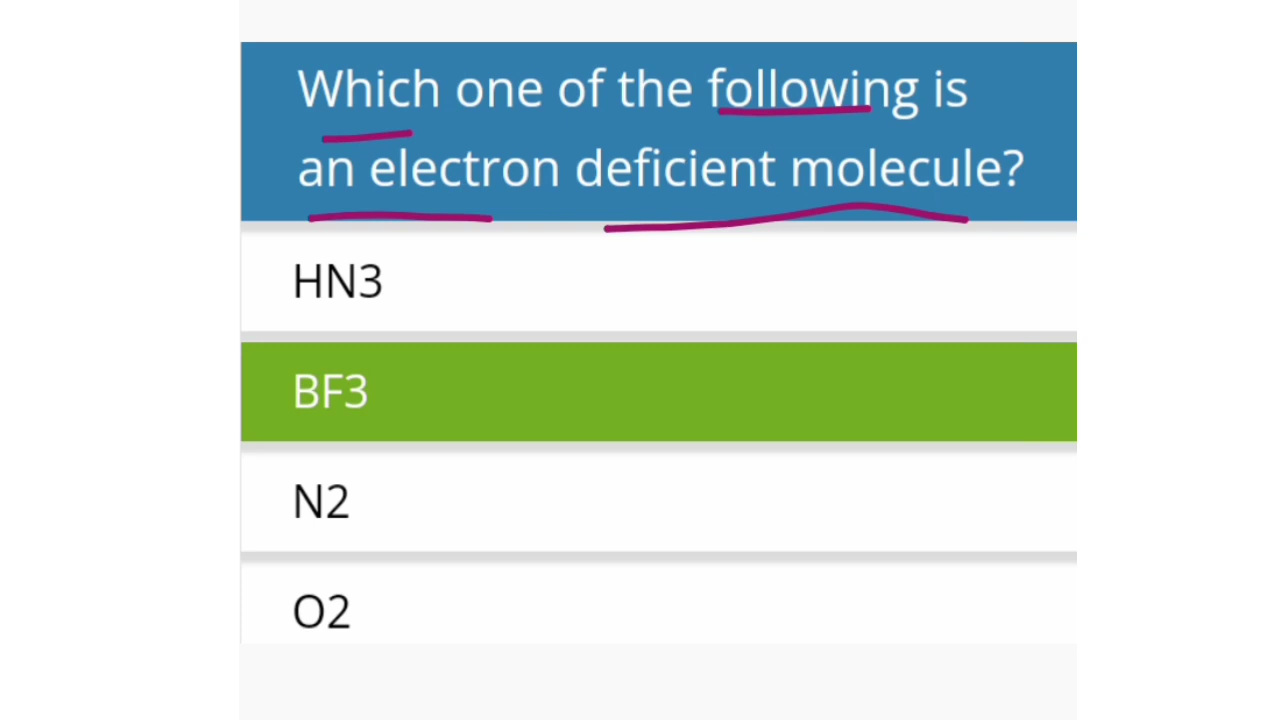 Which one of the following is
an electron deficient molecule?
HN3
BF3
N2
O2